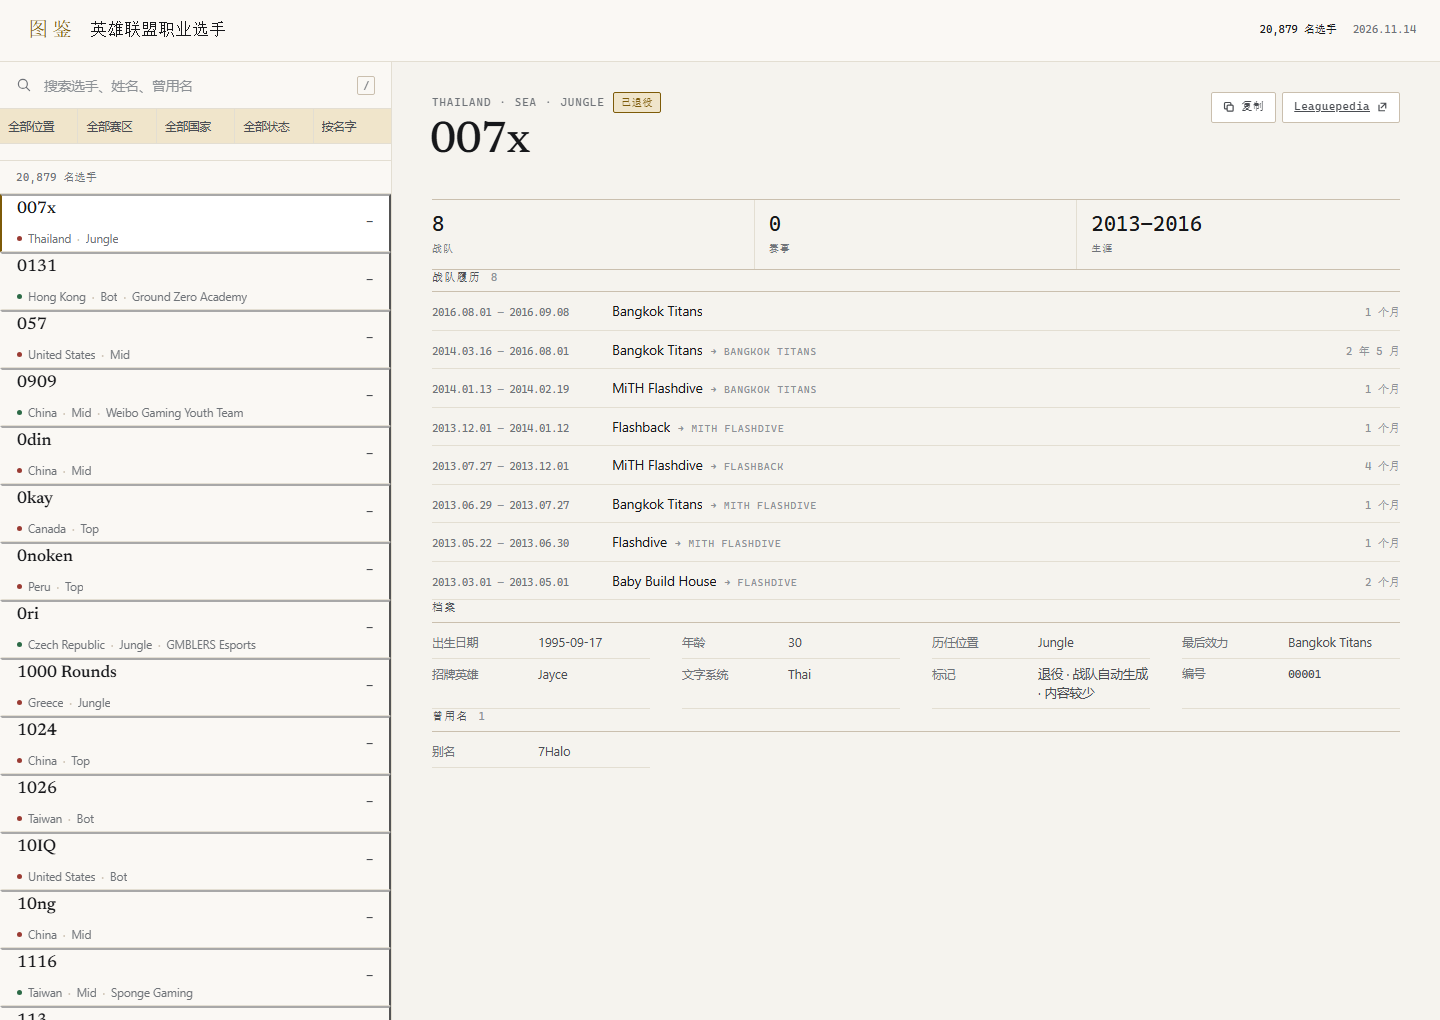 图鉴 英雄联盟职业选手
20,879 名选手 2026.11.14
搜索选手、姓名、曾用名 /
全部位置 全部赛区 全部国家 全部状态 按名字
20,879 名选手
007x –
Thailand · Jungle
0131 –
Hong Kong · Bot · Ground Zero Academy
057 –
United States · Mid
0909 –
China · Mid · Weibo Gaming Youth Team
0din –
China · Mid
0kay –
Canada · Top
0noken –
Peru · Top
0ri –
Czech Republic · Jungle · GMBLERS Esports
1000 Rounds –
Greece · Jungle
1024 –
China · Top
1026 –
Taiwan · Bot
10IQ –
United States · Bot
10ng –
China · Mid
1116 –
Taiwan · Mid · Sponge Gaming
113
THAILAND · SEA · JUNGLE 已退役
复制 Leaguepedia
007x
8 0 2013–2016
战队 赛事 生涯
战队履历 8
2016.08.01 — 2016.09.08 Bangkok Titans 1 个月
2014.03.16 — 2016.08.01 Bangkok Titans → BANGKOK TITANS 2 年 5 月
2014.01.13 — 2014.02.19 MiTH Flashdive → BANGKOK TITANS 1 个月
2013.12.01 — 2014.01.12 Flashback → MITH FLASHDIVE 1 个月
2013.07.27 — 2013.12.01 MiTH Flashdive → FLASHBACK 4 个月
2013.06.29 — 2013.07.27 Bangkok Titans → MITH FLASHDIVE 1 个月
2013.05.22 — 2013.06.30 Flashdive → MITH FLASHDIVE 1 个月
2013.03.01 — 2013.05.01 Baby Build House → FLASHDIVE 2 个月
档案
出生日期 1995-09-17 年龄 30 历任位置 Jungle 最后效力 Bangkok Titans
招牌英雄 Jayce 文字系统 Thai 标记 退役 · 战队自动生成 编号 00001
· 内容较少
曾用名 1
别名 7Halo